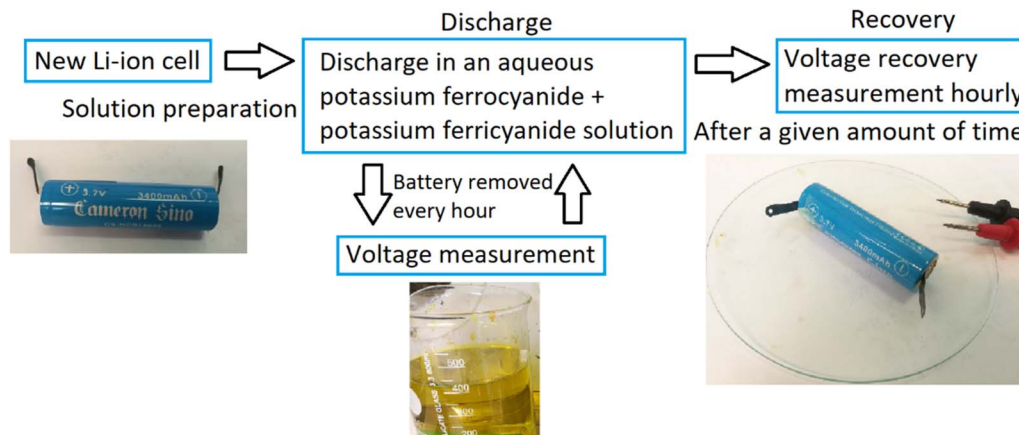 New Li-ion cell
Solution preparation
Discharge
Discharge in an aqueous
potassium ferrocyanide +
potassium ferricyanide solution
Battery removed
every hour
Voltage measurement
Recovery
Voltage recovery
measurement hourly
After a given amount of time
3.7V 3400mAh
Cameron Sino
500
400
3.7V
3400mAh